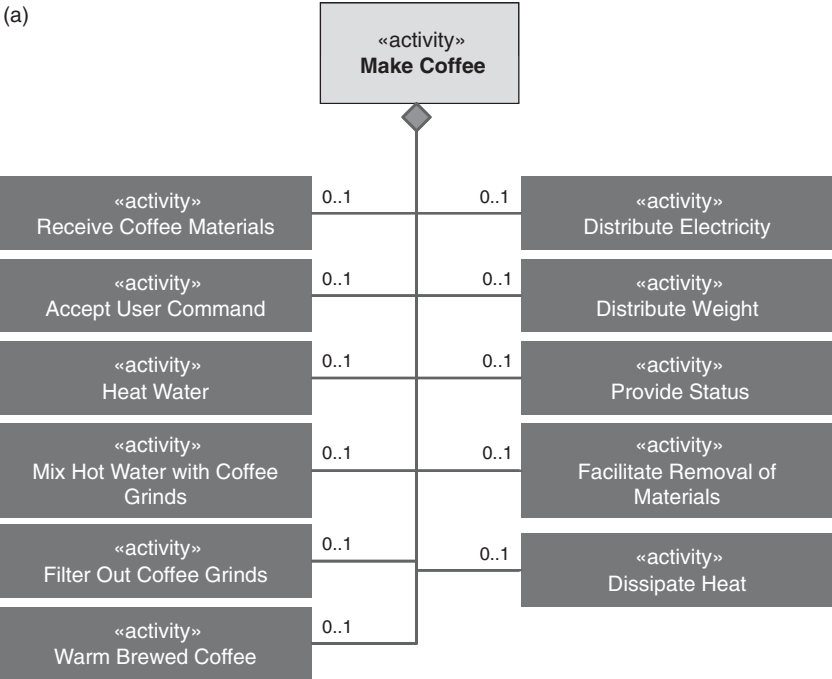 (a)
«activity»
Make Coffee
«activity»
Receive Coffee Materials
0..1
0..1
«activity»
Distribute Electricity
«activity»
Accept User Command
0..1
0..1
«activity»
Distribute Weight
«activity»
Heat Water
0..1
0..1
«activity»
Provide Status
«activity»
Mix Hot Water with Coffee
Grinds
0..1
0..1
«activity»
Facilitate Removal of
Materials
«activity»
Filter Out Coffee Grinds
0..1
0..1
«activity»
Dissipate Heat
«activity»
Warm Brewed Coffee
0..1